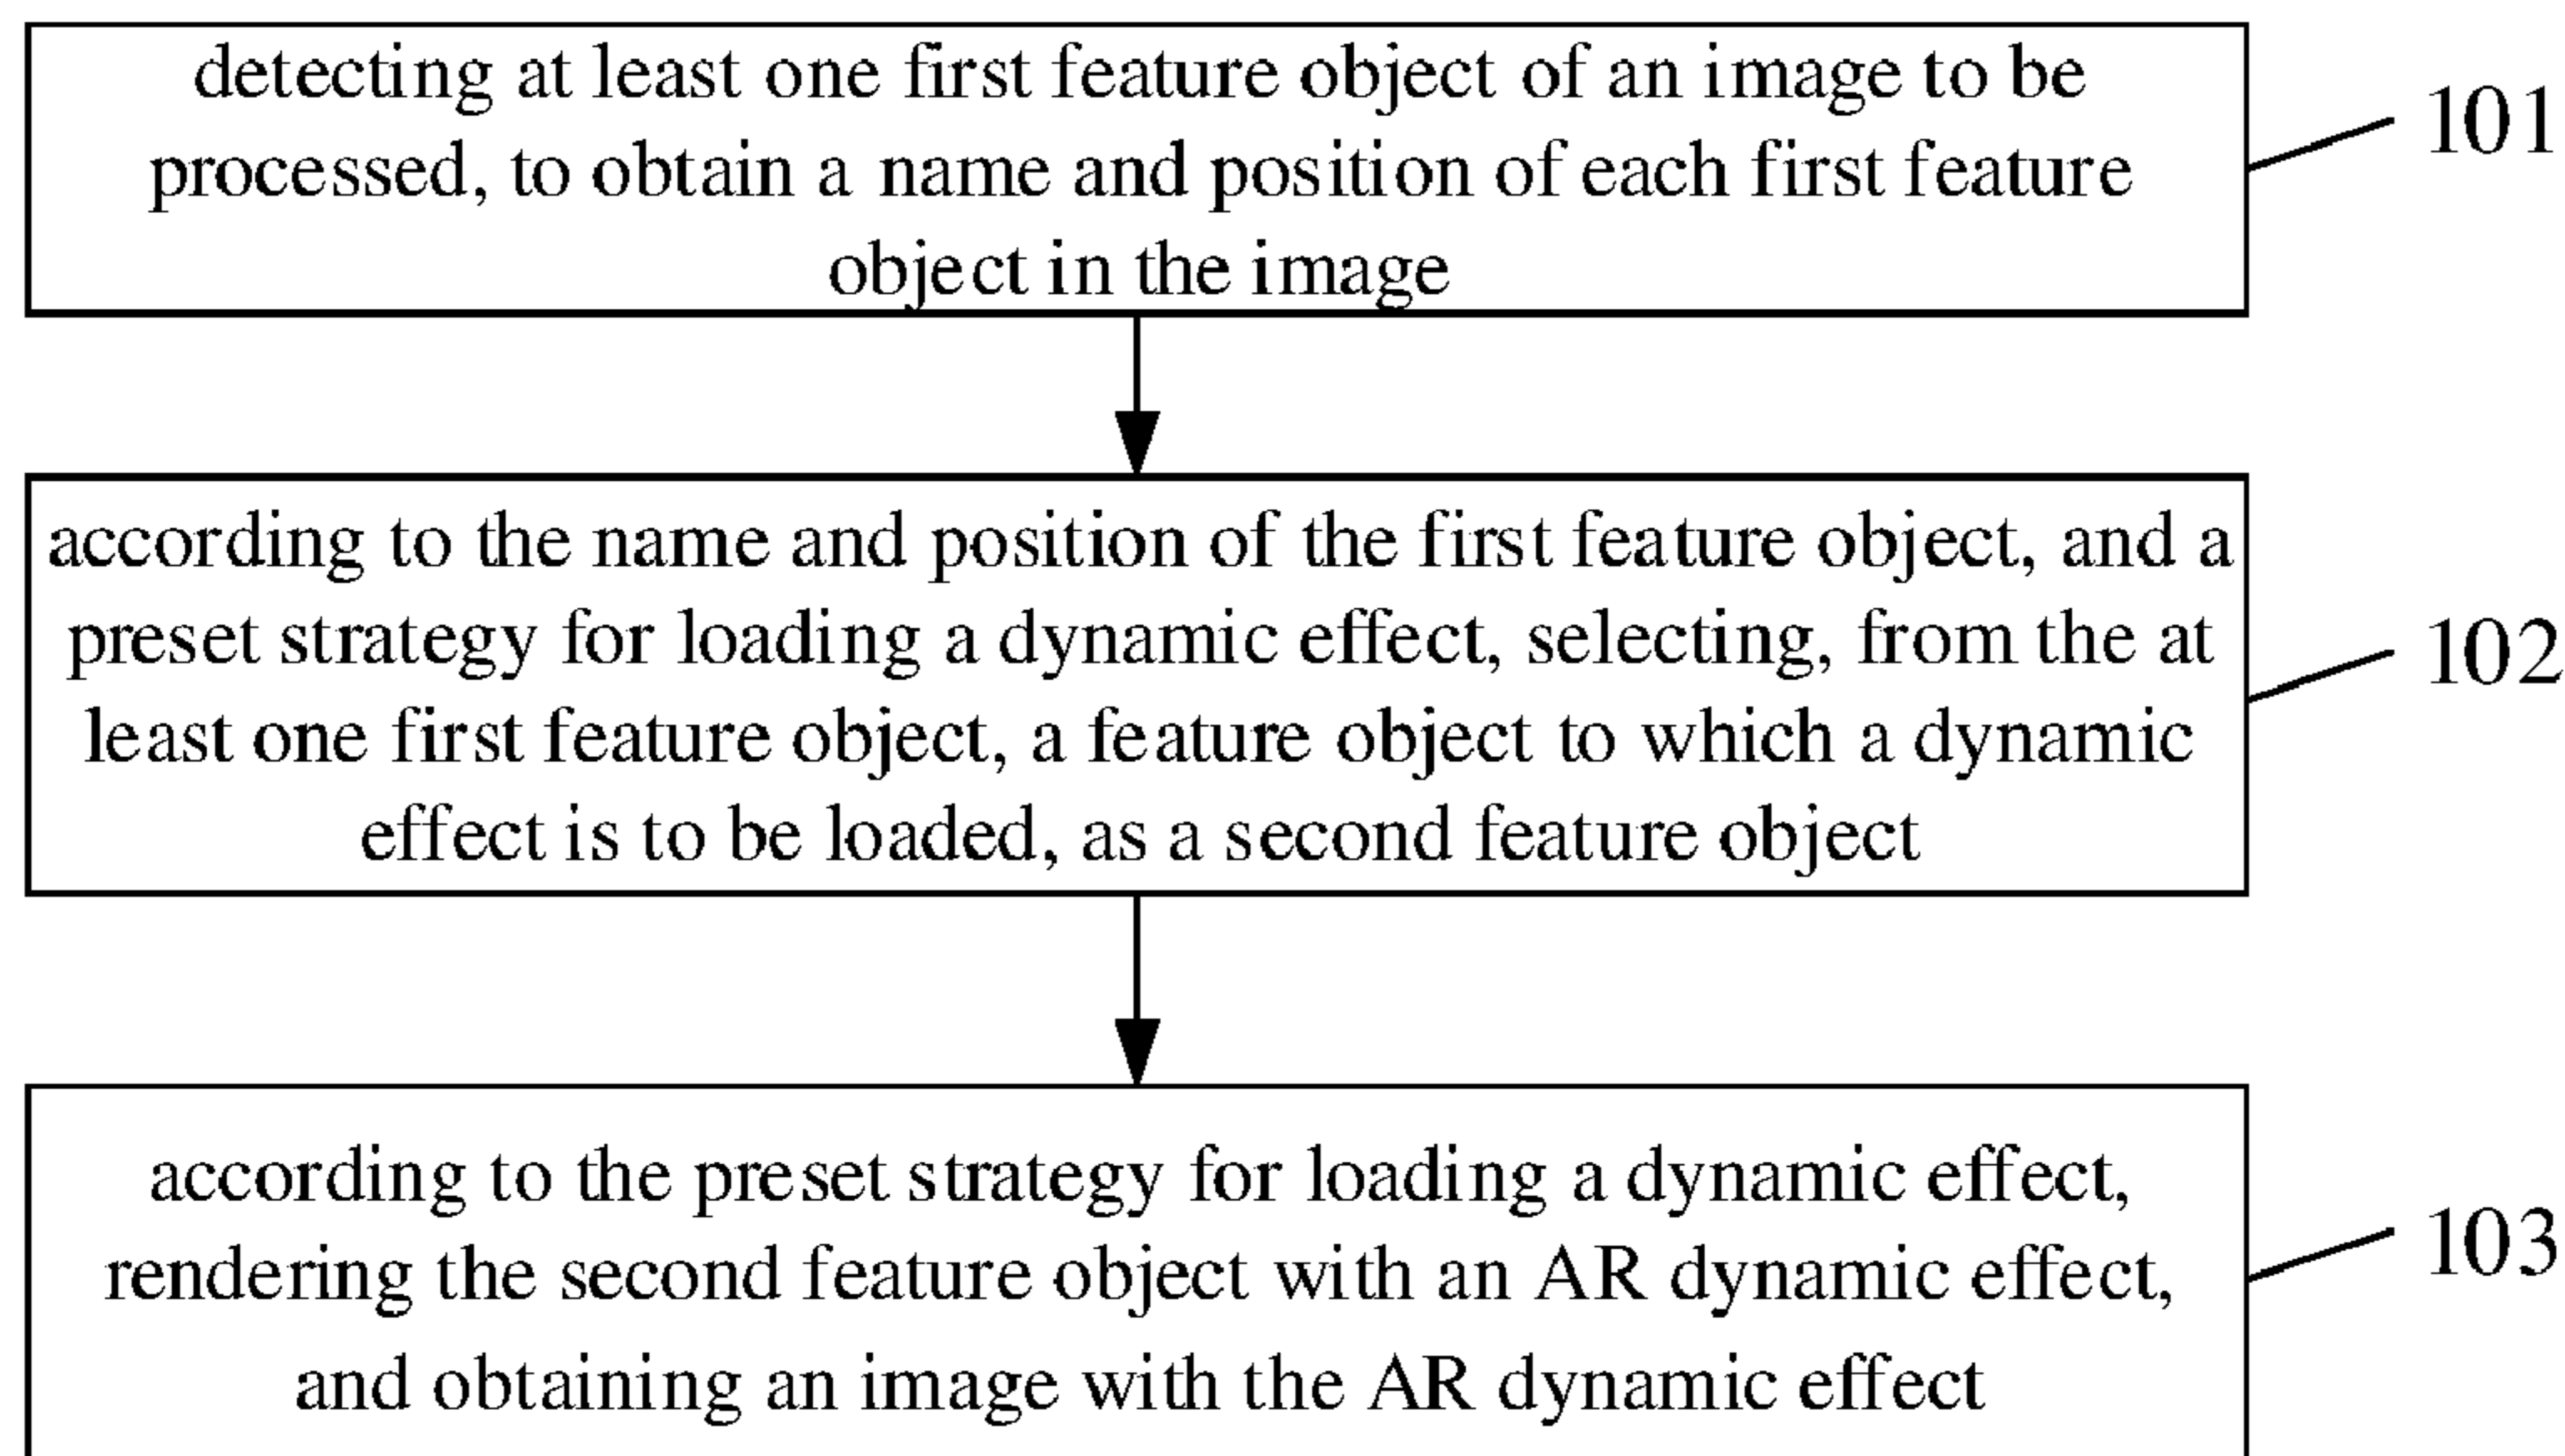 detecting at least one first feature object of an image to be
processed, to obtain a name and position of each first feature
object in the image
101
according to the name and position of the first feature object, and a
preset strategy for loading a dynamic effect, selecting, from the at
least one first feature object, a feature object to which a dynamic
effect is to be loaded, as a second feature object
102
according to the preset strategy for loading a dynamic effect,
rendering the second feature object with an AR dynamic effect,
and obtaining an image with the AR dynamic effect
103